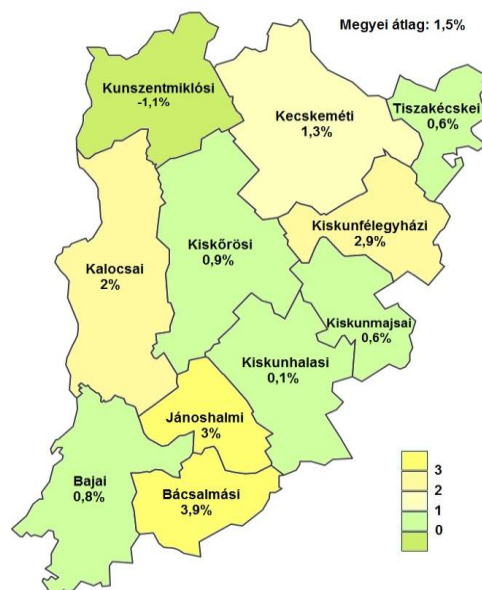 Megyei átlag: 1,5%
Kunszentmiklósi
-1,1%
Kecskeméti
1,3%
Tiszakécskei
0,6%
Kiskunfélegyházi
2,9%
Kiskőrösi
0,9%
Kalocsai
2%
Kiskunmajsai
0,6%
Kiskunhalasi
0,1%
Jánoshalmi
3%
Bajai
0,8%
Bácsalmási
3,9%
3
2
1
0